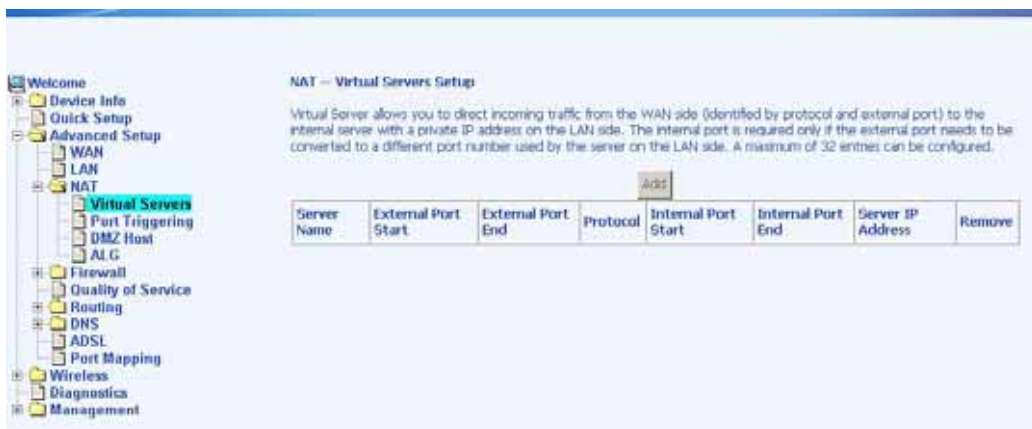 Welcome
Device Info
Quick Setup
Advanced Setup
WAN
LAN
NAT
Virtual Servers
Port Triggering
DMZ Host
ALG
Firewall
Quality of Service
Routing
DNS
ADSL
Port Mapping
Wireless
Diagnostics
Management
NAT -- Virtual Servers Setup
Virtual Server allows you to direct incoming traffic from the WAN side (identified by protocol and external port) to the
internal server with a private IP address on the LAN side. The internal port is required only if the external port needs to be
converted to a different port number used by the server on the LAN side. A maximum of 32 entries can be configured.
Add
Server Name External Port Start External Port End Protocol Internal Port Start Internal Port End Server IP Address Remove